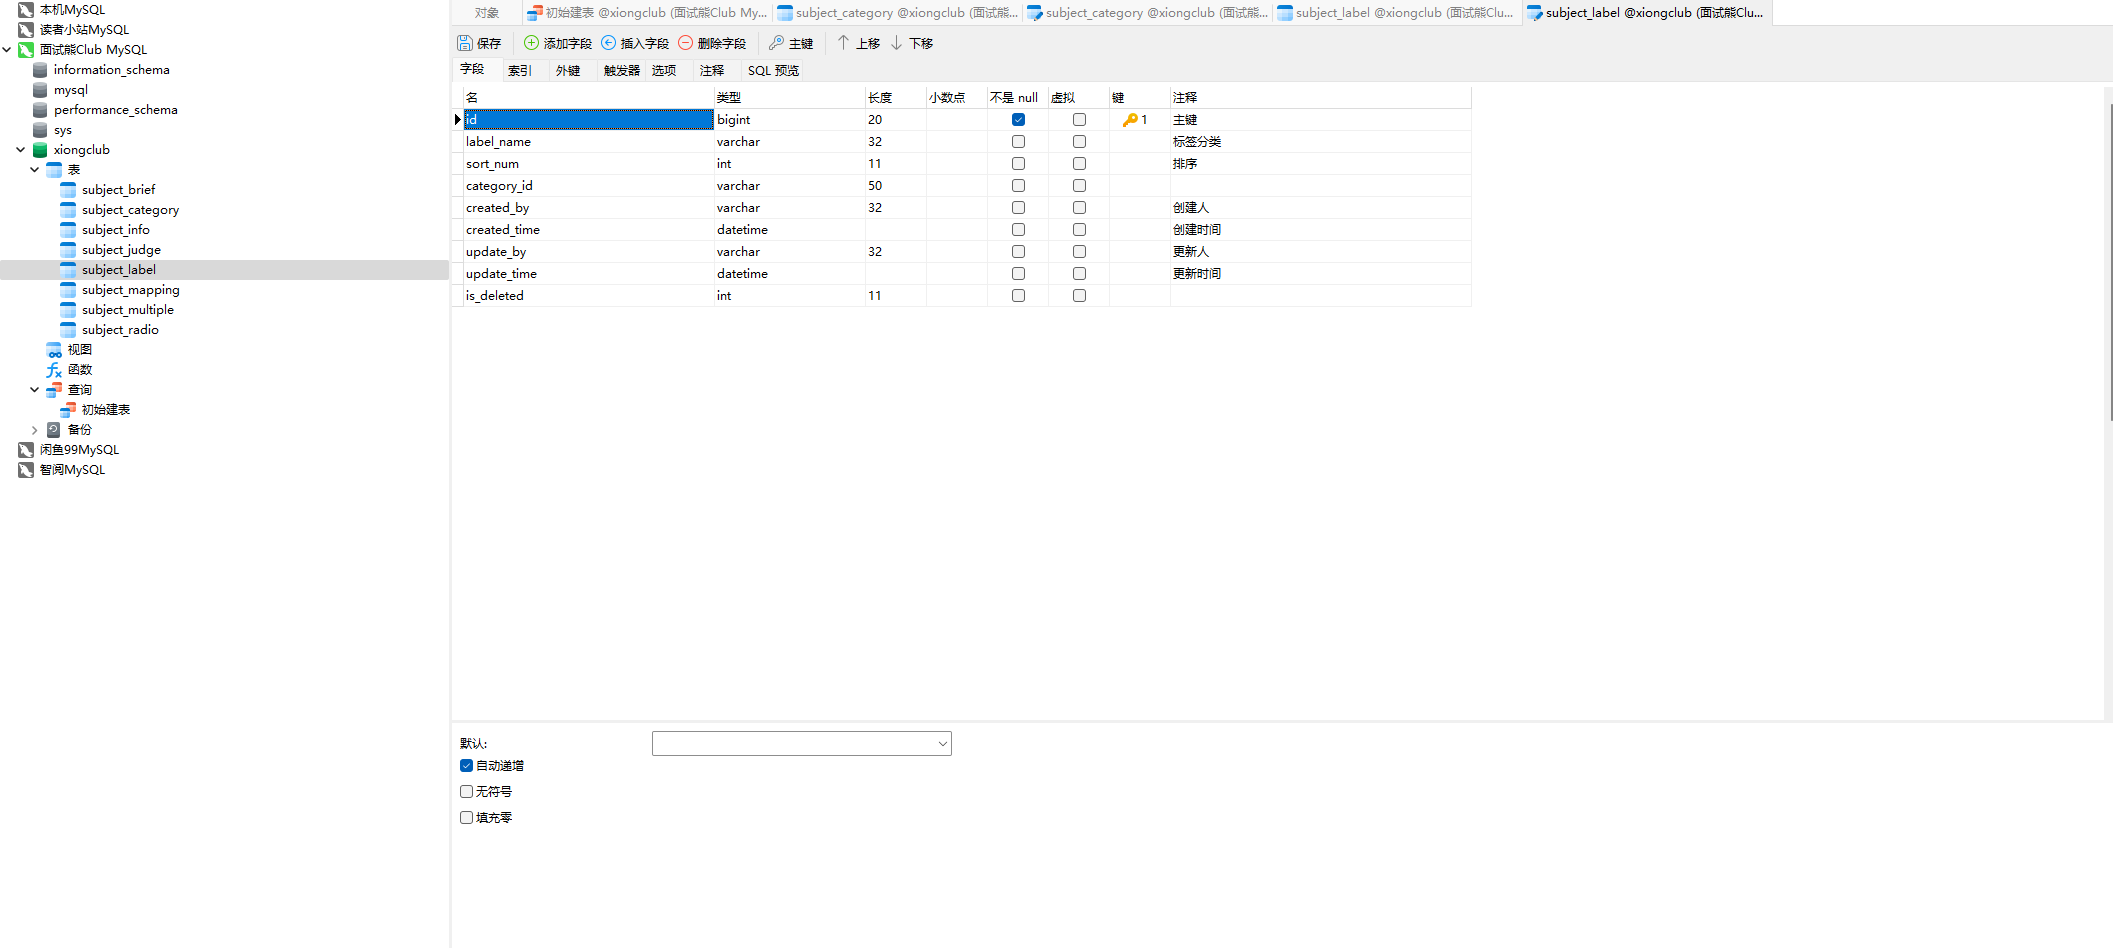 本机MySQL
读者小站MySQL
面试熊Club MySQL
information_schema
mysql
performance_schema
sys
xiongclub
表
subject_brief
subject_category
subject_info
subject_judge
subject_label
subject_mapping
subject_multiple
subject_radio
视图
函数
查询
初始建表
备份
闲鱼99MySQL
智阅MySQL
对象 初始建表 @xiongclub (面试熊Club My... subject_category @xiongclub (面试熊... subject_category @xiongclub (面试熊... subject_label @xiongclub (面试熊Clu... subject_label @xiongclub (面试熊Clu...
保存 添加字段 插入字段 删除字段 主键 上移 下移
字段 索引 外键 触发器 选项 注释 SQL 预览
名 类型 长度 小数点 不是 null 虚拟 键 注释
id bigint 20 1 主键
label_name varchar 32 标签分类
sort_num int 11 排序
category_id varchar 50
created_by varchar 32 创建人
created_time datetime 创建时间
update_by varchar 32 更新人
update_time datetime 更新时间
is_deleted int 11
默认:
自动递增
无符号
填充零